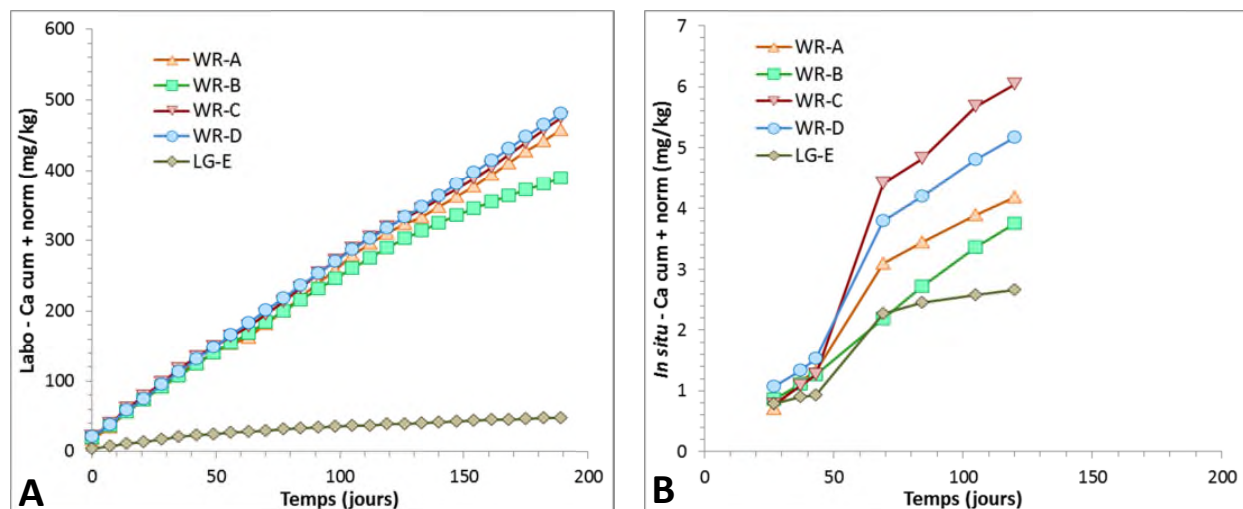 Labo - Ca cum + norm (mg/kg)
600
500
400
300
200
100
0
WR-A
WR-B
WR-C
WR-D
LG-E
0 50 100 150 200
Temps (jours)
A
In situ - Ca cum + norm (mg/kg)
7
6
5
4
3
2
1
0
WR-A
WR-B
WR-C
WR-D
LG-E
0 50 100 150 200
Temps (jours)
B